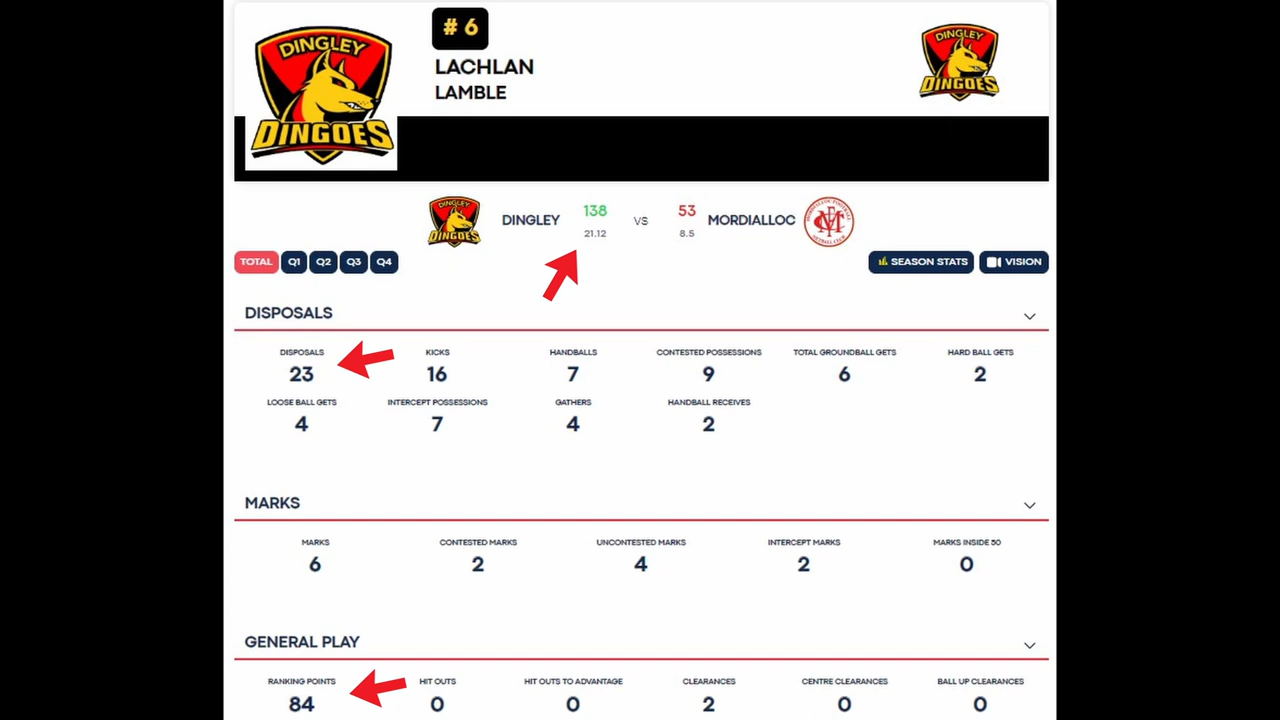 DINGLEY
DINGOES
# 6
LACHLAN
LAMBLE
DINGLEY
DINGOES
DINGLEY
DINGOES
DINGLEY 138 VS 53 MORDIALLOC
21.12 8.5
TOTAL Q1 Q2 Q3 Q4 SEASON STATS VISION
DISPOSALS
DISPOSALS KICKS HANDBALLS CONTESTED POSSESSIONS TOTAL GROUNDBALL GETS HARD BALL GETS
23 16 7 9 6 2
LOOSE BALL GETS INTERCEPT POSSESSIONS GATHERS HANDBALL RECEIVES
4 7 4 2
MARKS
MARKS CONTESTED MARKS UNCONTESTED MARKS INTERCEPT MARKS MARKS INSIDE 50
6 2 4 2 0
GENERAL PLAY
RANKING POINTS HIT OUTS HIT OUTS TO ADVANTAGE CLEARANCES CENTRE CLEARANCES BALL UP CLEARANCES
84 0 0 2 0 0